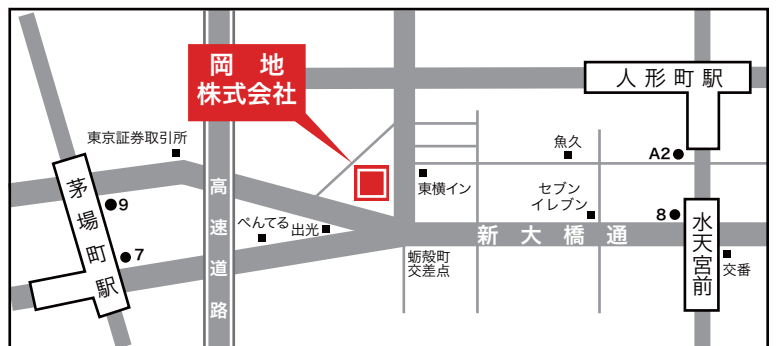 岡 地
株式会社
人形町駅
東京証券取引所
魚久
A2
茅場町駅
9
7
高速道路
東横イン
セブン
イレブン
8
ぺんてる
出光
新大橋通
水天宮前
蛎殻町
交差点
交番